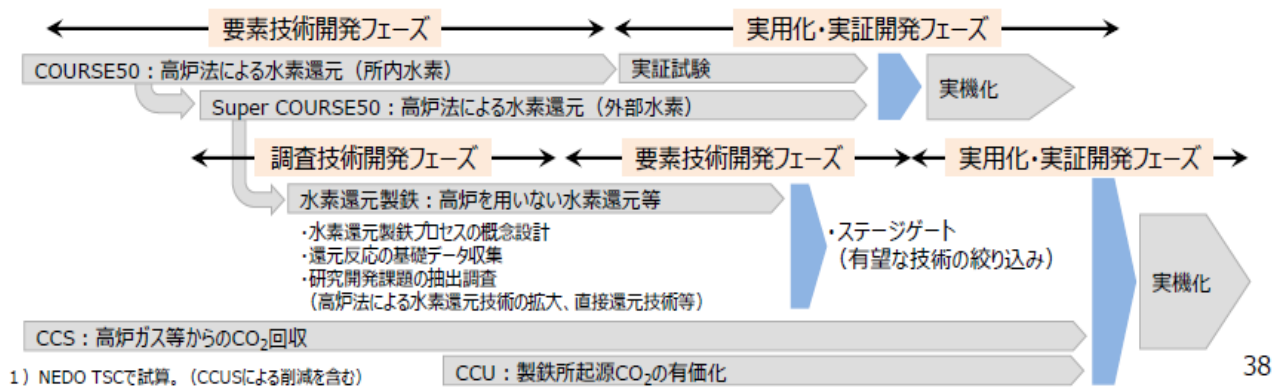 要素技術開発フェーズ
実用化・実証開発フェーズ
COURSE50：高炉法による水素還元（所内水素）
実証試験
実機化
Super COURSE50：高炉法による水素還元（外部水素）
調査技術開発フェーズ
要素技術開発フェーズ
実用化・実証開発フェーズ
水素還元製鉄：高炉を用いない水素還元等
・水素還元製鉄プロセスの概念設計
・還元反応の基礎データ収集
・研究開発課題の抽出調査
（高炉法による水素還元技術の拡大、直接還元技術等）
・ステージゲート
（有望な技術の絞り込み）
実機化
CCS：高炉ガス等からのCO₂回収
CCU：製鉄所起源CO₂の有価化
1）NEDO TSCで試算。（CCUSによる削減を含む）
38